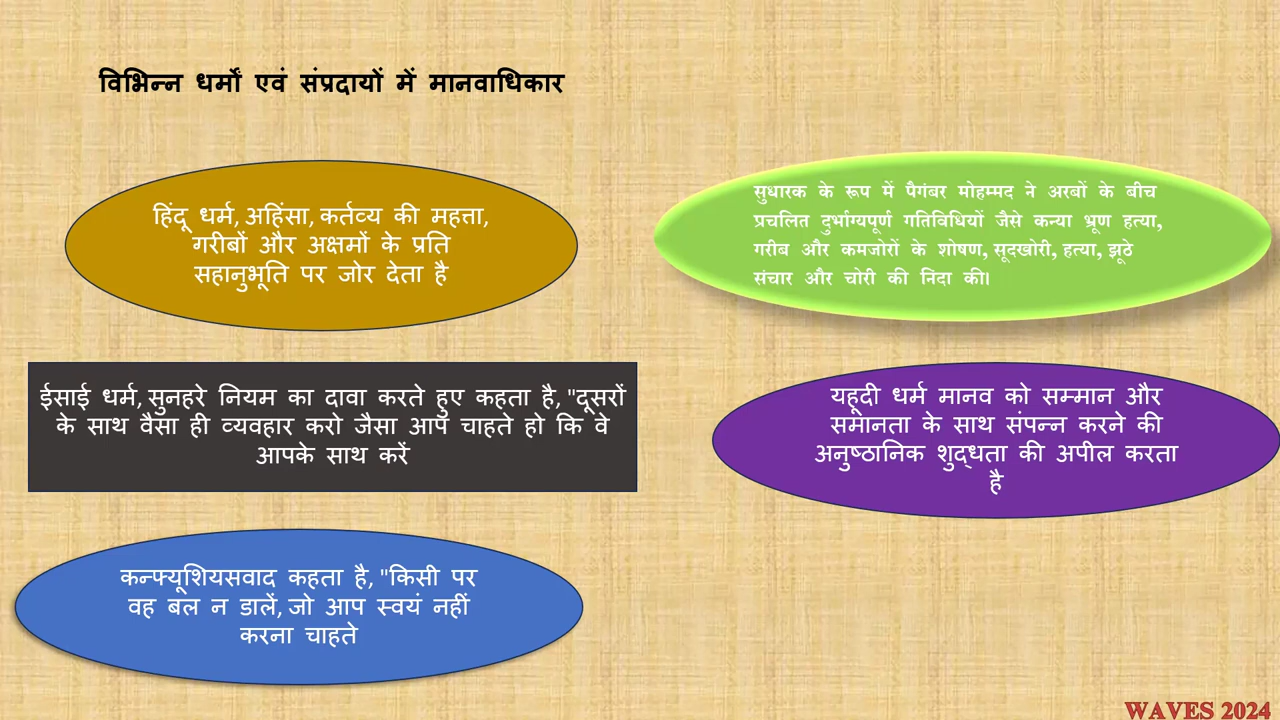 विभिन्न धर्मों एवं संप्रदायों में मानवाधिकार
हिंदू धर्म, अहिंसा, कर्तव्य की महत्ता,
गरीबों और अक्षमों के प्रति
सहानुभूति पर जोर देता है
सुधारक के रूप में पैगंबर मोहम्मद ने अरबों के बीच
प्रचलित दुर्भाग्यपूर्ण गतिविधियों जैसे कन्या भ्रूण हत्या,
गरीब और कमजोरों के शोषण, सूदखोरी, हत्या, झूठे
संचार और चोरी की निंदा की।
ईसाई धर्म, सुनहरे नियम का दावा करते हुए कहता है, "दूसरों
के साथ वैसा ही व्यवहार करो जैसा आप चाहते हो कि वे
आपके साथ करें
यहूदी धर्म मानव को सम्मान और
समानता के साथ संपन्न करने की
अनुष्ठानिक शुद्धता की अपील करता
है
कन्फ्यूशियसवाद कहता है, "किसी पर
वह बल न डालें, जो आप स्वयं नहीं
करना चाहते
WAVES 2024